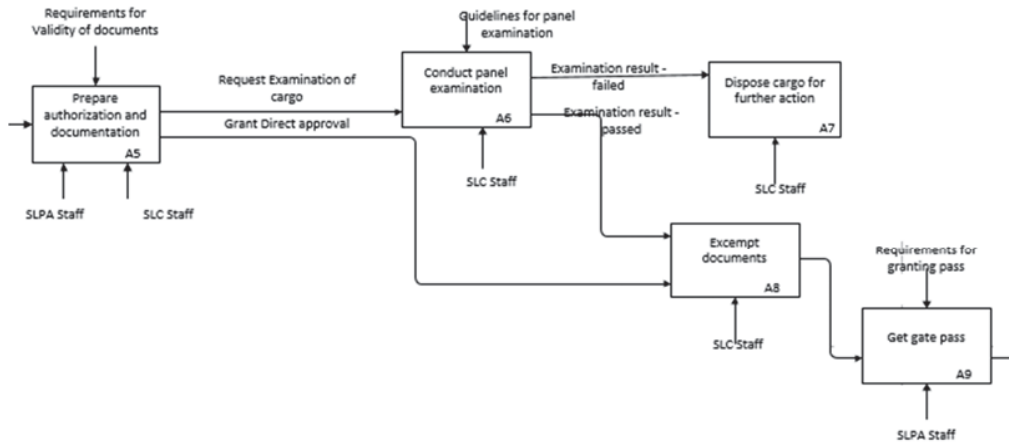 Requirements for
Validity of documents
Guidelines for panel
examination
Prepare
authorization and
documentation
A5
Request Examination of
cargo
Grant Direct approval
Conduct panel
examination
A6
Examination result -
failed
Examination result -
passed
Dispose cargo for
further action
A7
SLPA Staff
SLC Staff
SLC Staff
SLC Staff
Excempt
documents
A8
SLC Staff
Requirements for
granting pass
Get gate pass
A9
SLPA Staff